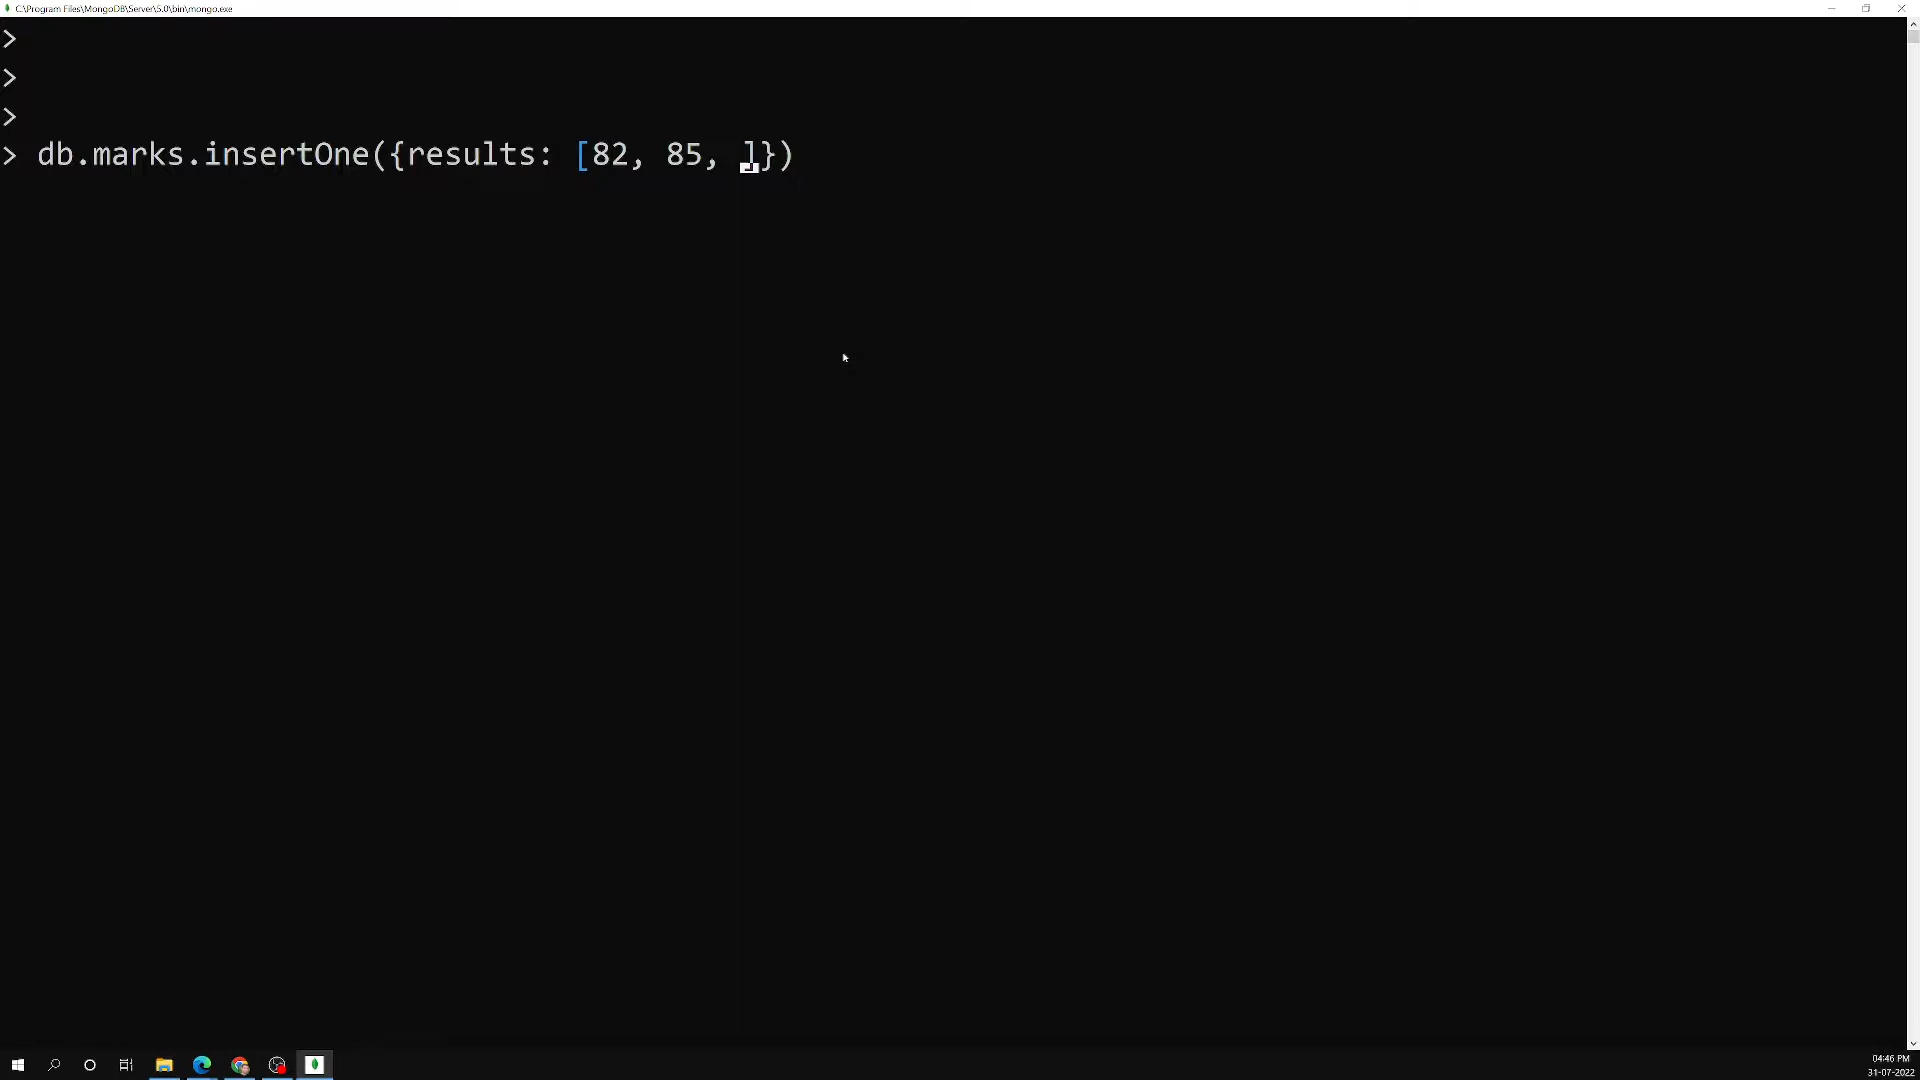 C:\Program Files\MongoDB\Server\5.0\bin\mongo.exe
>
>
>
> db.marks.insertOne({results: [82, 85, ]})
04:46 PM
31-07-2022